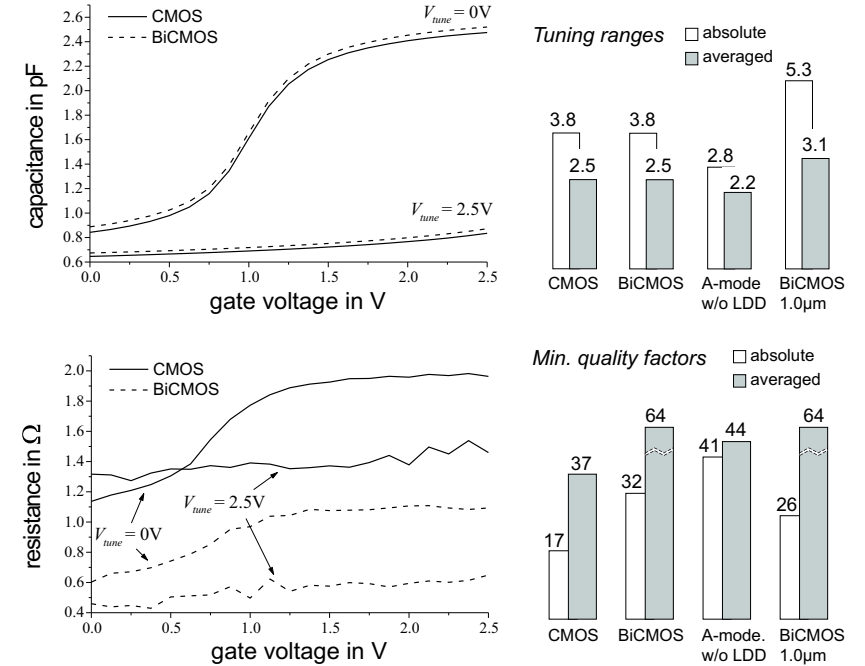 2.6
2.4
2.2
2.0
1.8
1.6
1.4
1.2
1.0
0.8
0.6
capacitance in pF
CMOS
BiCMOS
Vtune = 0V
Vtune = 2.5V
0.0 0.5 1.0 1.5 2.0 2.5
gate voltage in V
Tuning ranges
absolute
averaged
3.8
2.5
3.8
2.5
2.8
2.2
5.3
3.1
CMOS
BiCMOS
A-mode
w/o LDD
BiCMOS
1.0µm
2.0
1.8
1.6
1.4
1.2
1.0
0.8
0.6
0.4
resistance in Ω
CMOS
BiCMOS
Vtune = 2.5V
Vtune = 0V
0.0 0.5 1.0 1.5 2.0 2.5
gate voltage in V
Min. quality factors
absolute
averaged
17
37
32
64
41
44
26
64
CMOS
BiCMOS
A-mode.
w/o LDD
BiCMOS
1.0µm